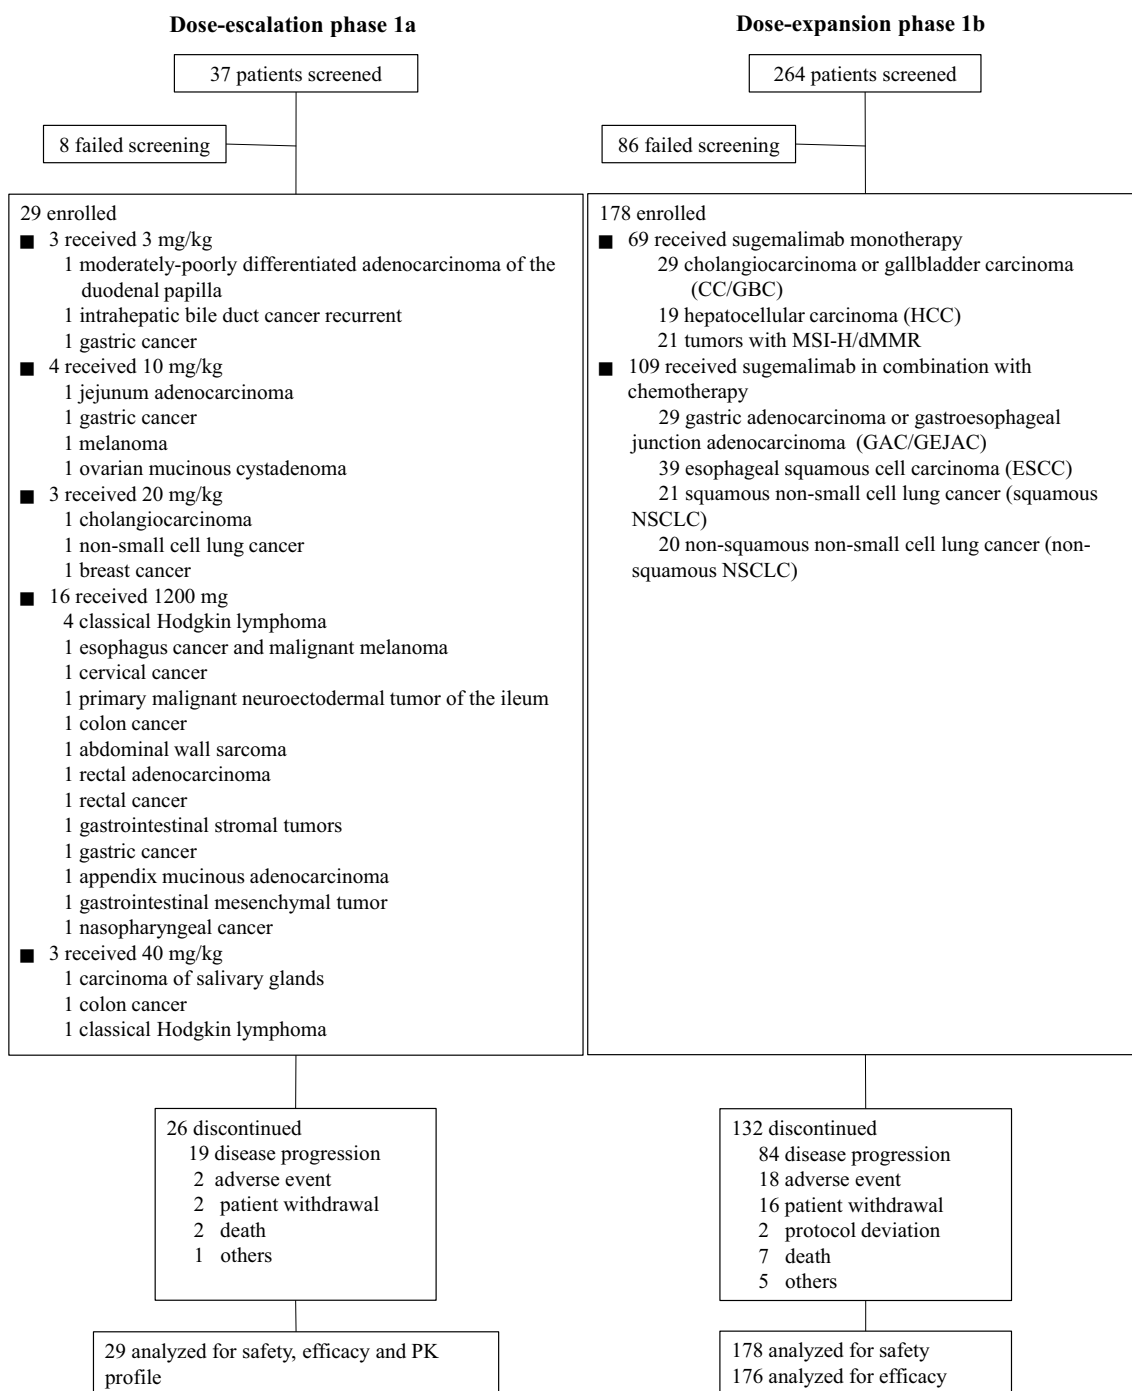 Dose-escalation phase 1a
37 patients screened
8 failed screening
29 enrolled
■ 3 received 3 mg/kg
1 moderately-poorly differentiated adenocarcinoma of the
duodenal papilla
1 intrahepatic bile duct cancer recurrent
1 gastric cancer
■ 4 received 10 mg/kg
1 jejunum adenocarcinoma
1 gastric cancer
1 melanoma
1 ovarian mucinous cystadenoma
■ 3 received 20 mg/kg
1 cholangiocarcinoma
1 non-small cell lung cancer
1 breast cancer
■ 16 received 1200 mg
4 classical Hodgkin lymphoma
1 esophagus cancer and malignant melanoma
1 cervical cancer
1 primary malignant neuroectodermal tumor of the ileum
1 colon cancer
1 abdominal wall sarcoma
1 rectal adenocarcinoma
1 rectal cancer
1 gastrointestinal stromal tumors
1 gastric cancer
1 appendix mucinous adenocarcinoma
1 gastrointestinal mesenchymal tumor
1 nasopharyngeal cancer
■ 3 received 40 mg/kg
1 carcinoma of salivary glands
1 colon cancer
1 classical Hodgkin lymphoma
26 discontinued
19 disease progression
2 adverse event
2 patient withdrawal
2 death
1 others
29 analyzed for safety, efficacy and PK
profile
Dose-expansion phase 1b
264 patients screened
86 failed screening
178 enrolled
■ 69 received sugemalimab monotherapy
29 cholangiocarcinoma or gallbladder carcinoma
(CC/GBC)
19 hepatocellular carcinoma (HCC)
21 tumors with MSI-H/dMMR
■ 109 received sugemalimab in combination with
chemotherapy
29 gastric adenocarcinoma or gastroesophageal
junction adenocarcinoma (GAC/GEJAC)
39 esophageal squamous cell carcinoma (ESCC)
21 squamous non-small cell lung cancer (squamous
NSCLC)
20 non-squamous non-small cell lung cancer (non-
squamous NSCLC)
132 discontinued
84 disease progression
18 adverse event
16 patient withdrawal
2 protocol deviation
7 death
5 others
178 analyzed for safety
176 analyzed for efficacy